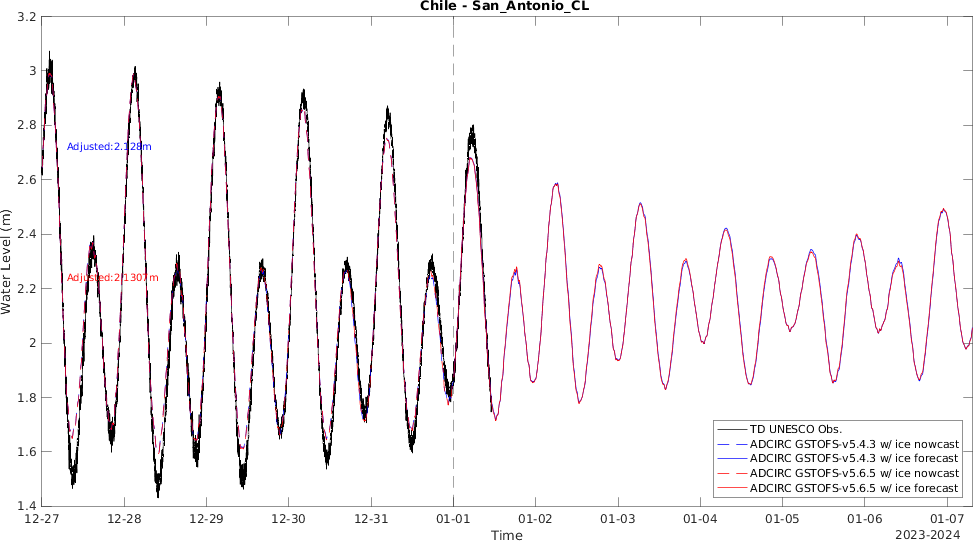 Chile - San_Antonio_CL
3.2
3
2.8
2.6
2.4
2.2
2
1.8
1.6
1.4
Water Level (m)
Adjusted:2.128m
Adjusted:2.1307m
TD UNESCO Obs.
ADCIRC GSTOFS-v5.4.3 w/ ice nowcast
ADCIRC GSTOFS-v5.4.3 w/ ice forecast
ADCIRC GSTOFS-v5.6.5 w/ ice nowcast
ADCIRC GSTOFS-v5.6.5 w/ ice forecast
12-27 12-28 12-29 12-30 12-31 01-01 01-02 01-03 01-04 01-05 01-06 01-07
Time
2023-2024